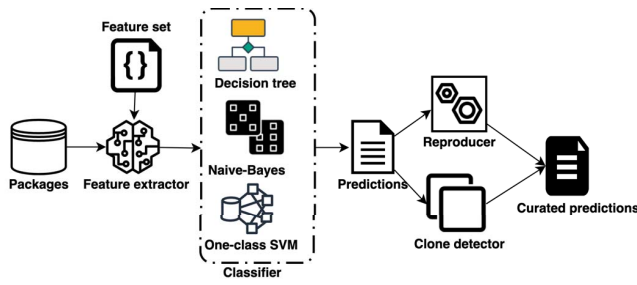 Feature set
{}
Packages
Feature extractor
Decision tree
Naive-Bayes
One-class SVM
Classifier
Predictions
Reproducer
Clone detector
Curated predictions